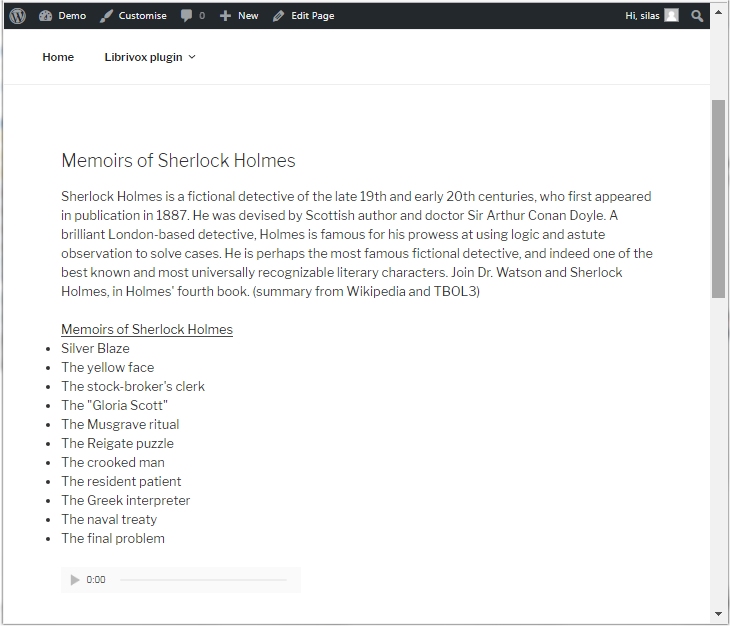 Demo Customise 0 New Edit Page Hi, silas
Home Librivox plugin
Memoirs of Sherlock Holmes
Sherlock Holmes is a fictional detective of the late 19th and early 20th centuries, who first appeared
in publication in 1887. He was devised by Scottish author and doctor Sir Arthur Conan Doyle. A
brilliant London-based detective, Holmes is famous for his prowess at using logic and astute
observation to solve cases. He is perhaps the most famous fictional detective, and indeed one of the
best known and most universally recognizable literary characters. Join Dr. Watson and Sherlock
Holmes, in Holmes' fourth book. (summary from Wikipedia and TBOL3)
Memoirs of Sherlock Holmes
Silver Blaze
The yellow face
The stock-broker's clerk
The "Gloria Scott"
The Musgrave ritual
The Reigate puzzle
The crooked man
The resident patient
The Greek interpreter
The naval treaty
The final problem
0:00